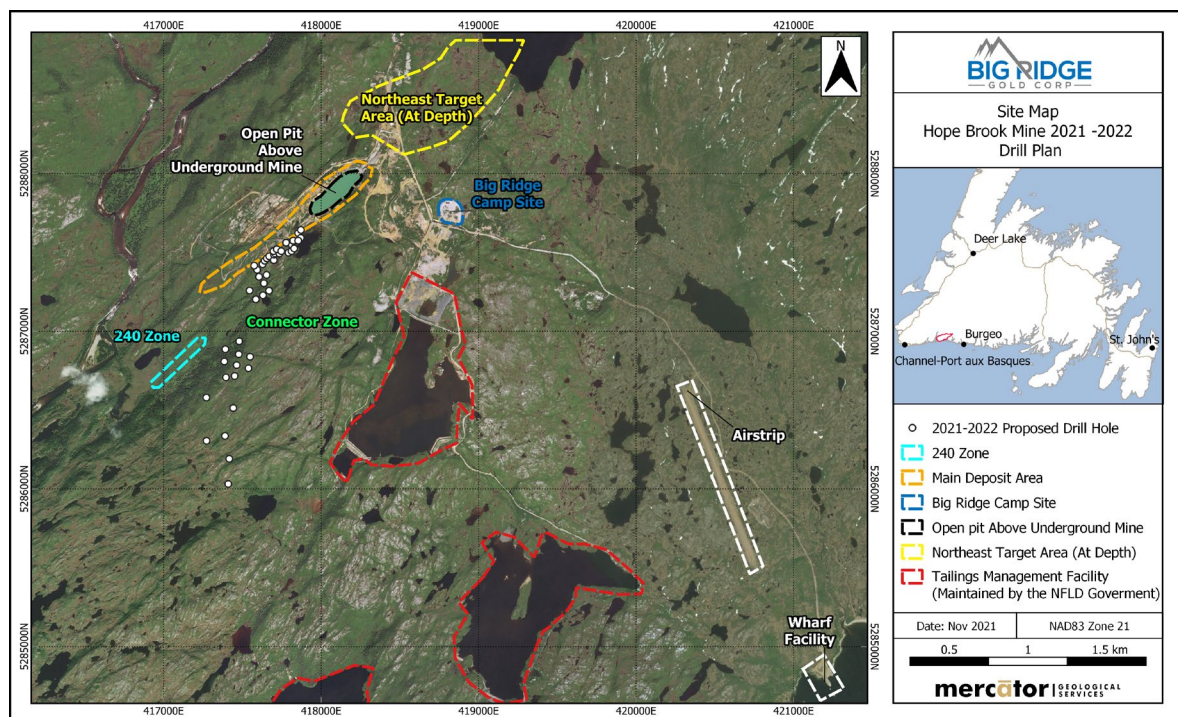 417000E
418000E
419000E
420000E
421000E
N
Northeast Target
Area (At Depth)
Open Pit
Above
Underground Mine
Big Ridge
Camp Site
Connector Zone
240 Zone
Airstrip
Wharf
Facility
5288000N
5287000N
5286000N
5285000N
5288000N
5287000N
5286000N
5285000N
417000E
418000E
419000E
420000E
421000E
BIG RIDGE
GOLD CORP
Site Map
Hope Brook Mine 2021 -2022
Drill Plan
Deer Lake
Burgeo
St. John's
Channel-Port aux Basques
2021-2022 Proposed Drill Hole
240 Zone
Main Deposit Area
Big Ridge Camp Site
Open pit Above Underground Mine
Northeast Target Area (At Depth)
Tailings Management Facility
(Maintained by the NFLD Goverment)
Date: Nov 2021
NAD83 Zone 21
0.5 1 1.5 km
mercātor GEOLOGICAL
SERVICES